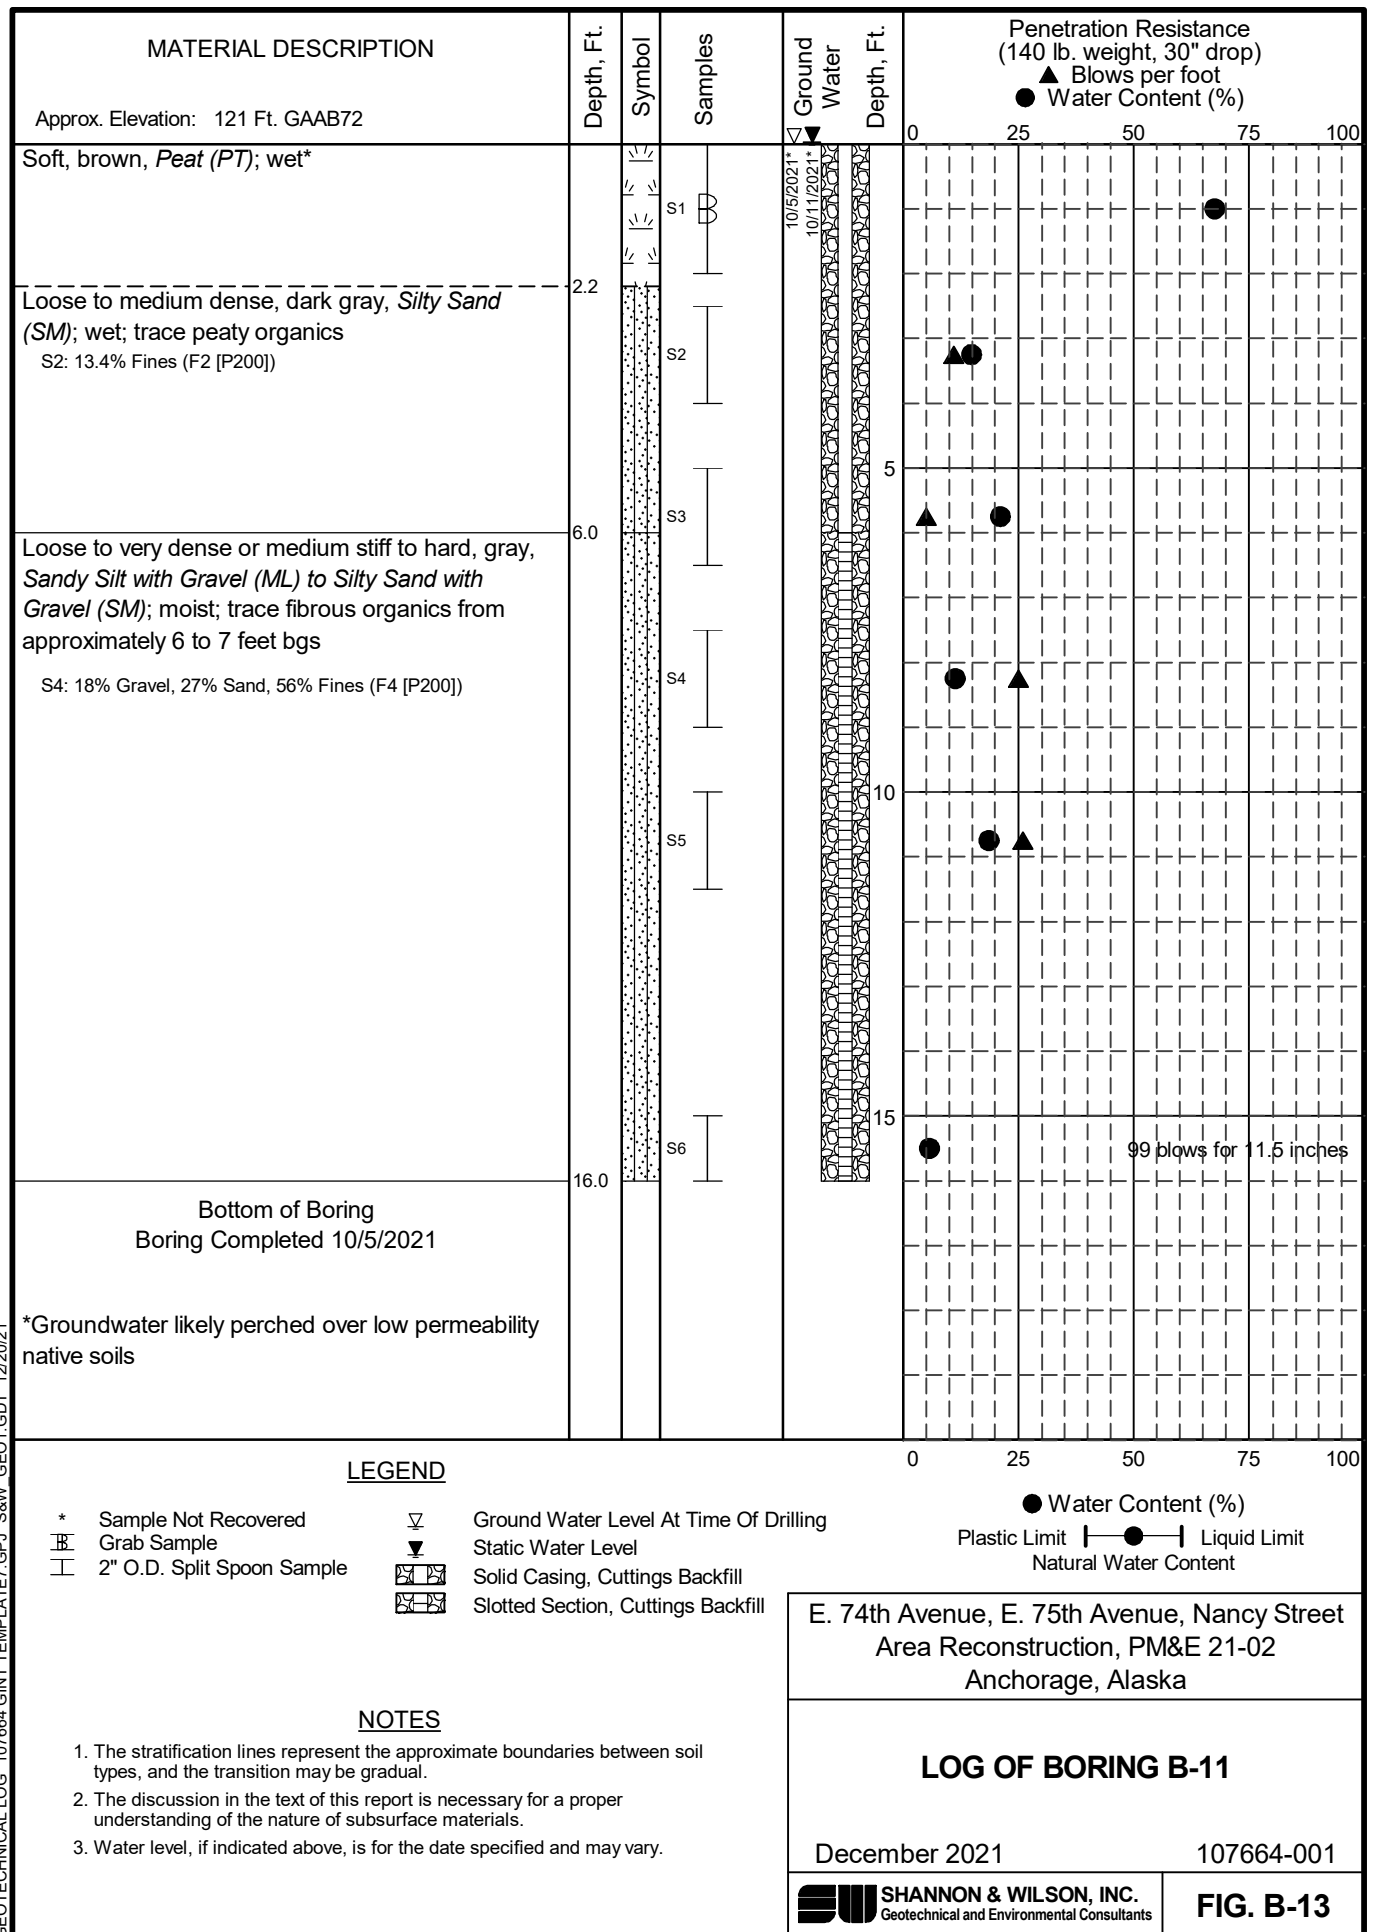 MATERIAL DESCRIPTION
Approx. Elevation: 121 Ft. GAAB72
Depth, Ft.
Symbol
Samples
Ground
Water
Depth, Ft.
Penetration Resistance
(140 lb. weight, 30" drop)
▲ Blows per foot
● Water Content (%)
0 25 50 75 100
Soft, brown, Peat (PT); wet*
10/5/2021*
10/11/2021*
S1
2.2
Loose to medium dense, dark gray, Silty Sand
(SM); wet; trace peaty organics
S2: 13.4% Fines (F2 [P200])
S2
5
S3
6.0
Loose to very dense or medium stiff to hard, gray,
Sandy Silt with Gravel (ML) to Silty Sand with
Gravel (SM); moist; trace fibrous organics from
approximately 6 to 7 feet bgs
S4: 18% Gravel, 27% Sand, 56% Fines (F4 [P200])
S4
10
S5
15
S6
99 blows for 11.5 inches
16.0
Bottom of Boring
Boring Completed 10/5/2021
*Groundwater likely perched over low permeability
native soils
0 25 50 75 100
LEGEND
* Sample Not Recovered
Grab Sample
2" O.D. Split Spoon Sample
Ground Water Level At Time Of Drilling
Static Water Level
Solid Casing, Cuttings Backfill
Slotted Section, Cuttings Backfill
● Water Content (%)
Plastic Limit Liquid Limit
Natural Water Content
NOTES
1. The stratification lines represent the approximate boundaries between soil
types, and the transition may be gradual.
2. The discussion in the text of this report is necessary for a proper
understanding of the nature of subsurface materials.
3. Water level, if indicated above, is for the date specified and may vary.
E. 74th Avenue, E. 75th Avenue, Nancy Street
Area Reconstruction, PM&E 21-02
Anchorage, Alaska
LOG OF BORING B-11
December 2021 107664-001
SHANNON & WILSON, INC.
Geotechnical and Environmental Consultants
FIG. B-13
GEOTECHNICAL LOG 107664 GINT TEMPLATE7.GPJ S&W_GEO1.GDT 12/20/21